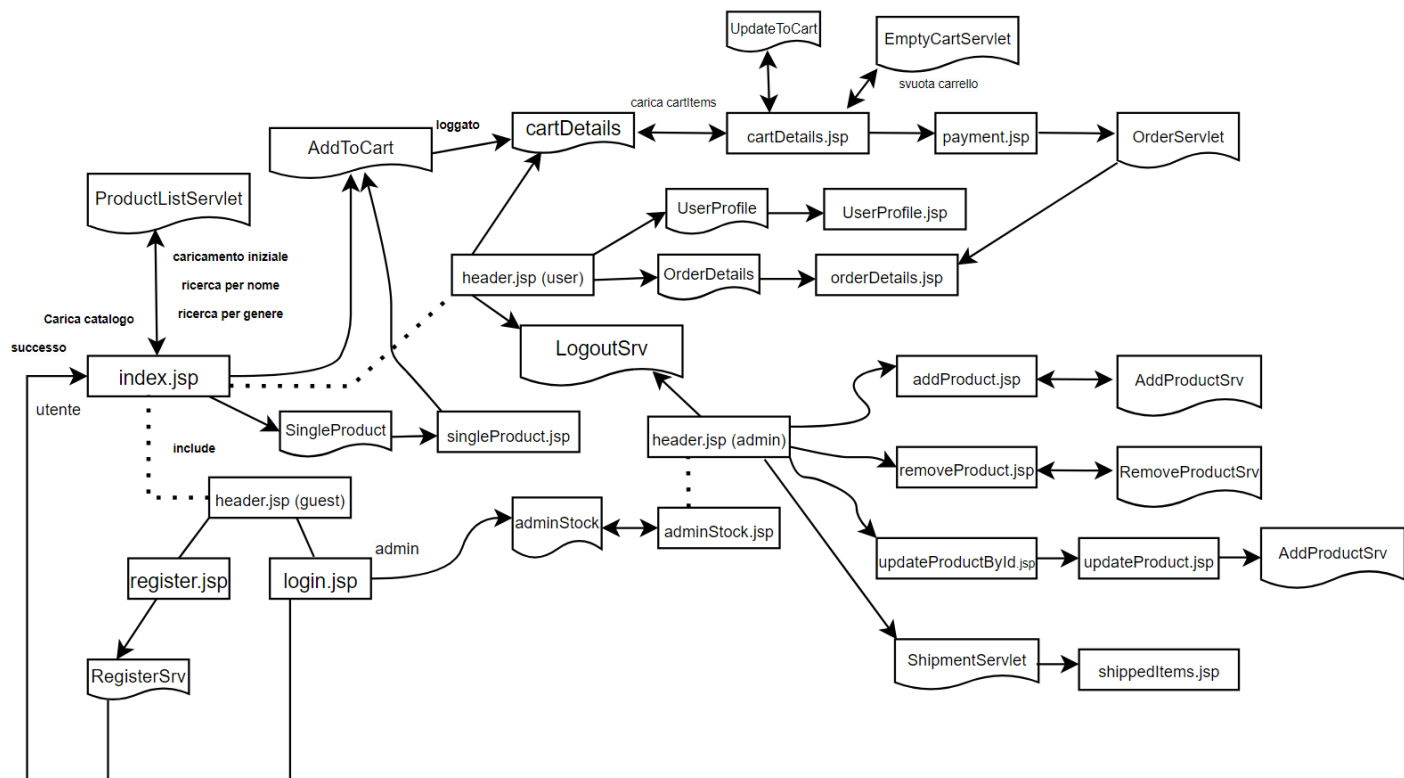 UpdateToCart
EmptyCartServlet
svuota carrello
carica cartItems
loggato
cartDetails
cartDetails.jsp
payment.jsp
OrderServlet
AddToCart
ProductListServlet
UserProfile
UserProfile.jsp
caricamento iniziale
ricerca per nome
ricerca per genere
header.jsp (user)
OrderDetails
orderDetails.jsp
Carica catalogo
successo
LogoutSrv
index.jsp
utente
addProduct.jsp
AddProductSrv
SingleProduct
singleProduct.jsp
include
header.jsp (admin)
removeProduct.jsp
RemoveProductSrv
header.jsp (guest)
adminStock
adminStock.jsp
admin
updateProductById.jsp
updateProduct.jsp
AddProductSrv
register.jsp
login.jsp
ShipmentServlet
shippedItems.jsp
RegisterSrv